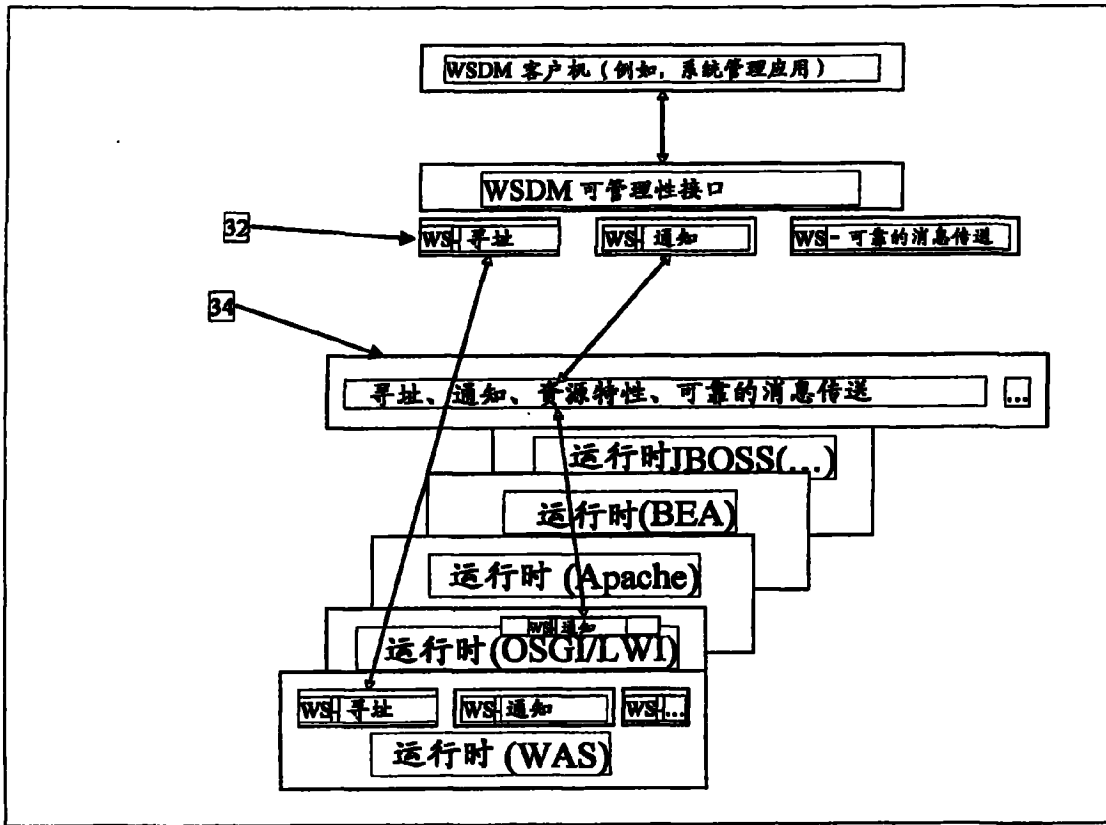 WSDM 客户机（例如，系统管理应用）
WSDM 可管理性接口
32
WS- 寻址
WS- 通知
WS- 可靠的消息传送
34
寻址、通知、资源特性、可靠的消息传送
...
运行时JBOSS(...)
运行时(BEA)
运行时 (Apache)
WS- 通知
运行时(OSGI/LWI)
WS- 寻址
WS- 通知
WS-...
运行时 (WAS)